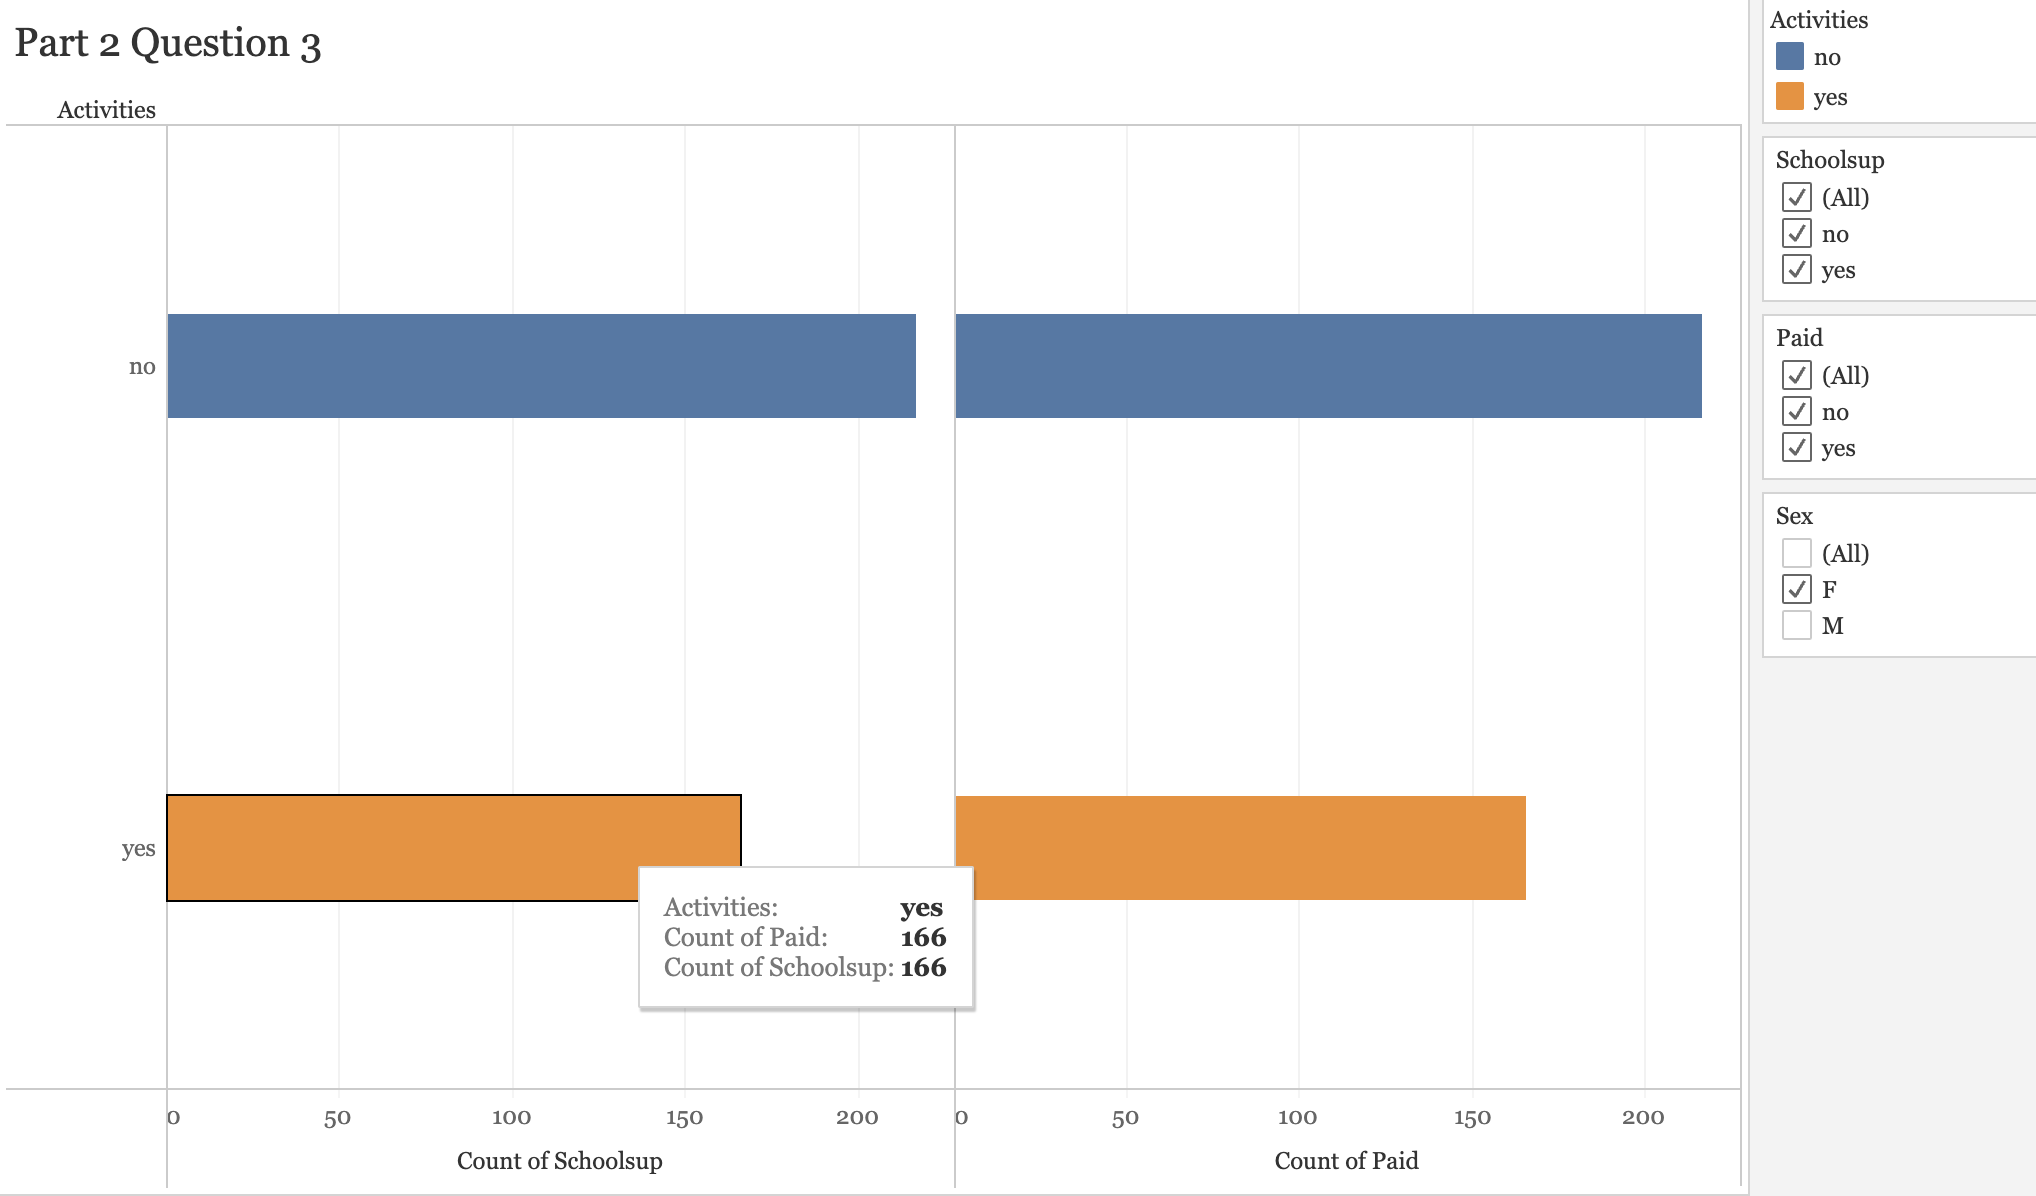 Part 2 Question 3
Activities
no
yes
Activities:
yes
Count of Paid:
166
Count of Schoolsup:
166
0
50
100
150
200
0
50
100
150
200
Count of Schoolsup
Count of Paid
Activities
no
yes
Schoolsup
(All)
no
yes
Paid
(All)
no
yes
Sex
(All)
F
M